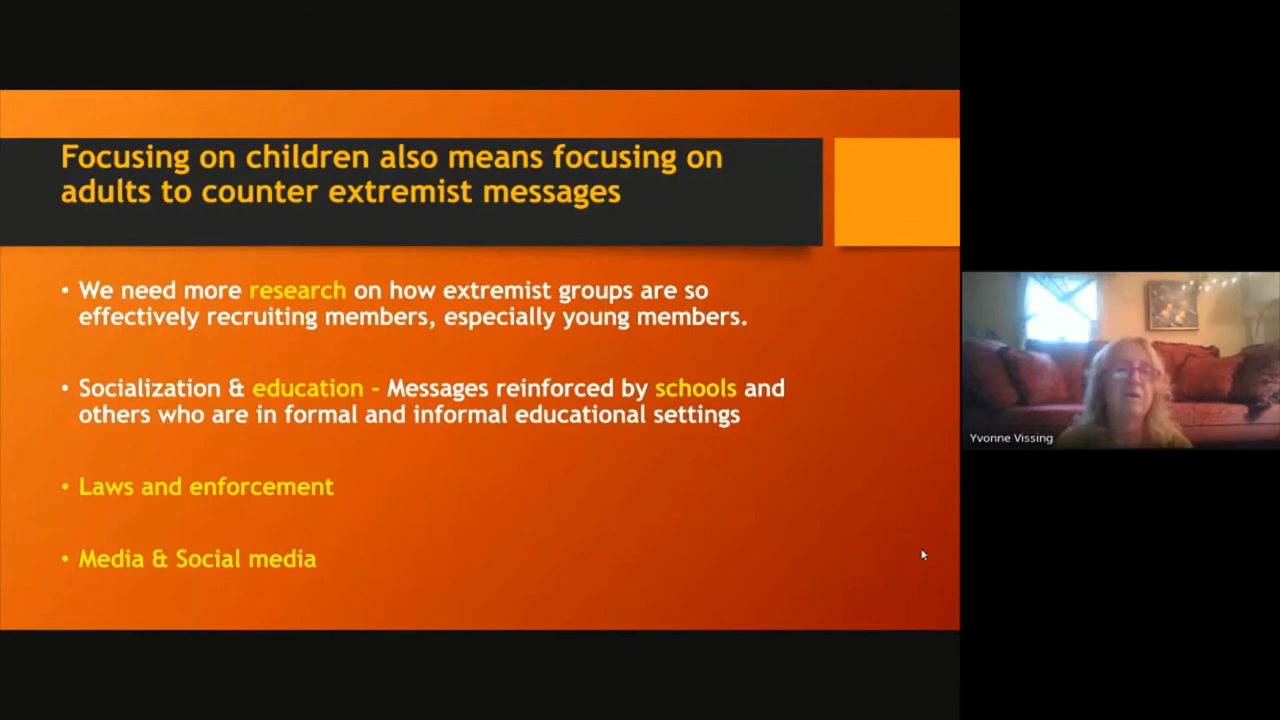 Focusing on children also means focusing on
adults to counter extremist messages
• We need more research on how extremist groups are so
effectively recruiting members, especially young members.
• Socialization & education - Messages reinforced by schools and
others who are in formal and informal educational settings
• Laws and enforcement
• Media & Social media
Yvonne Vissing